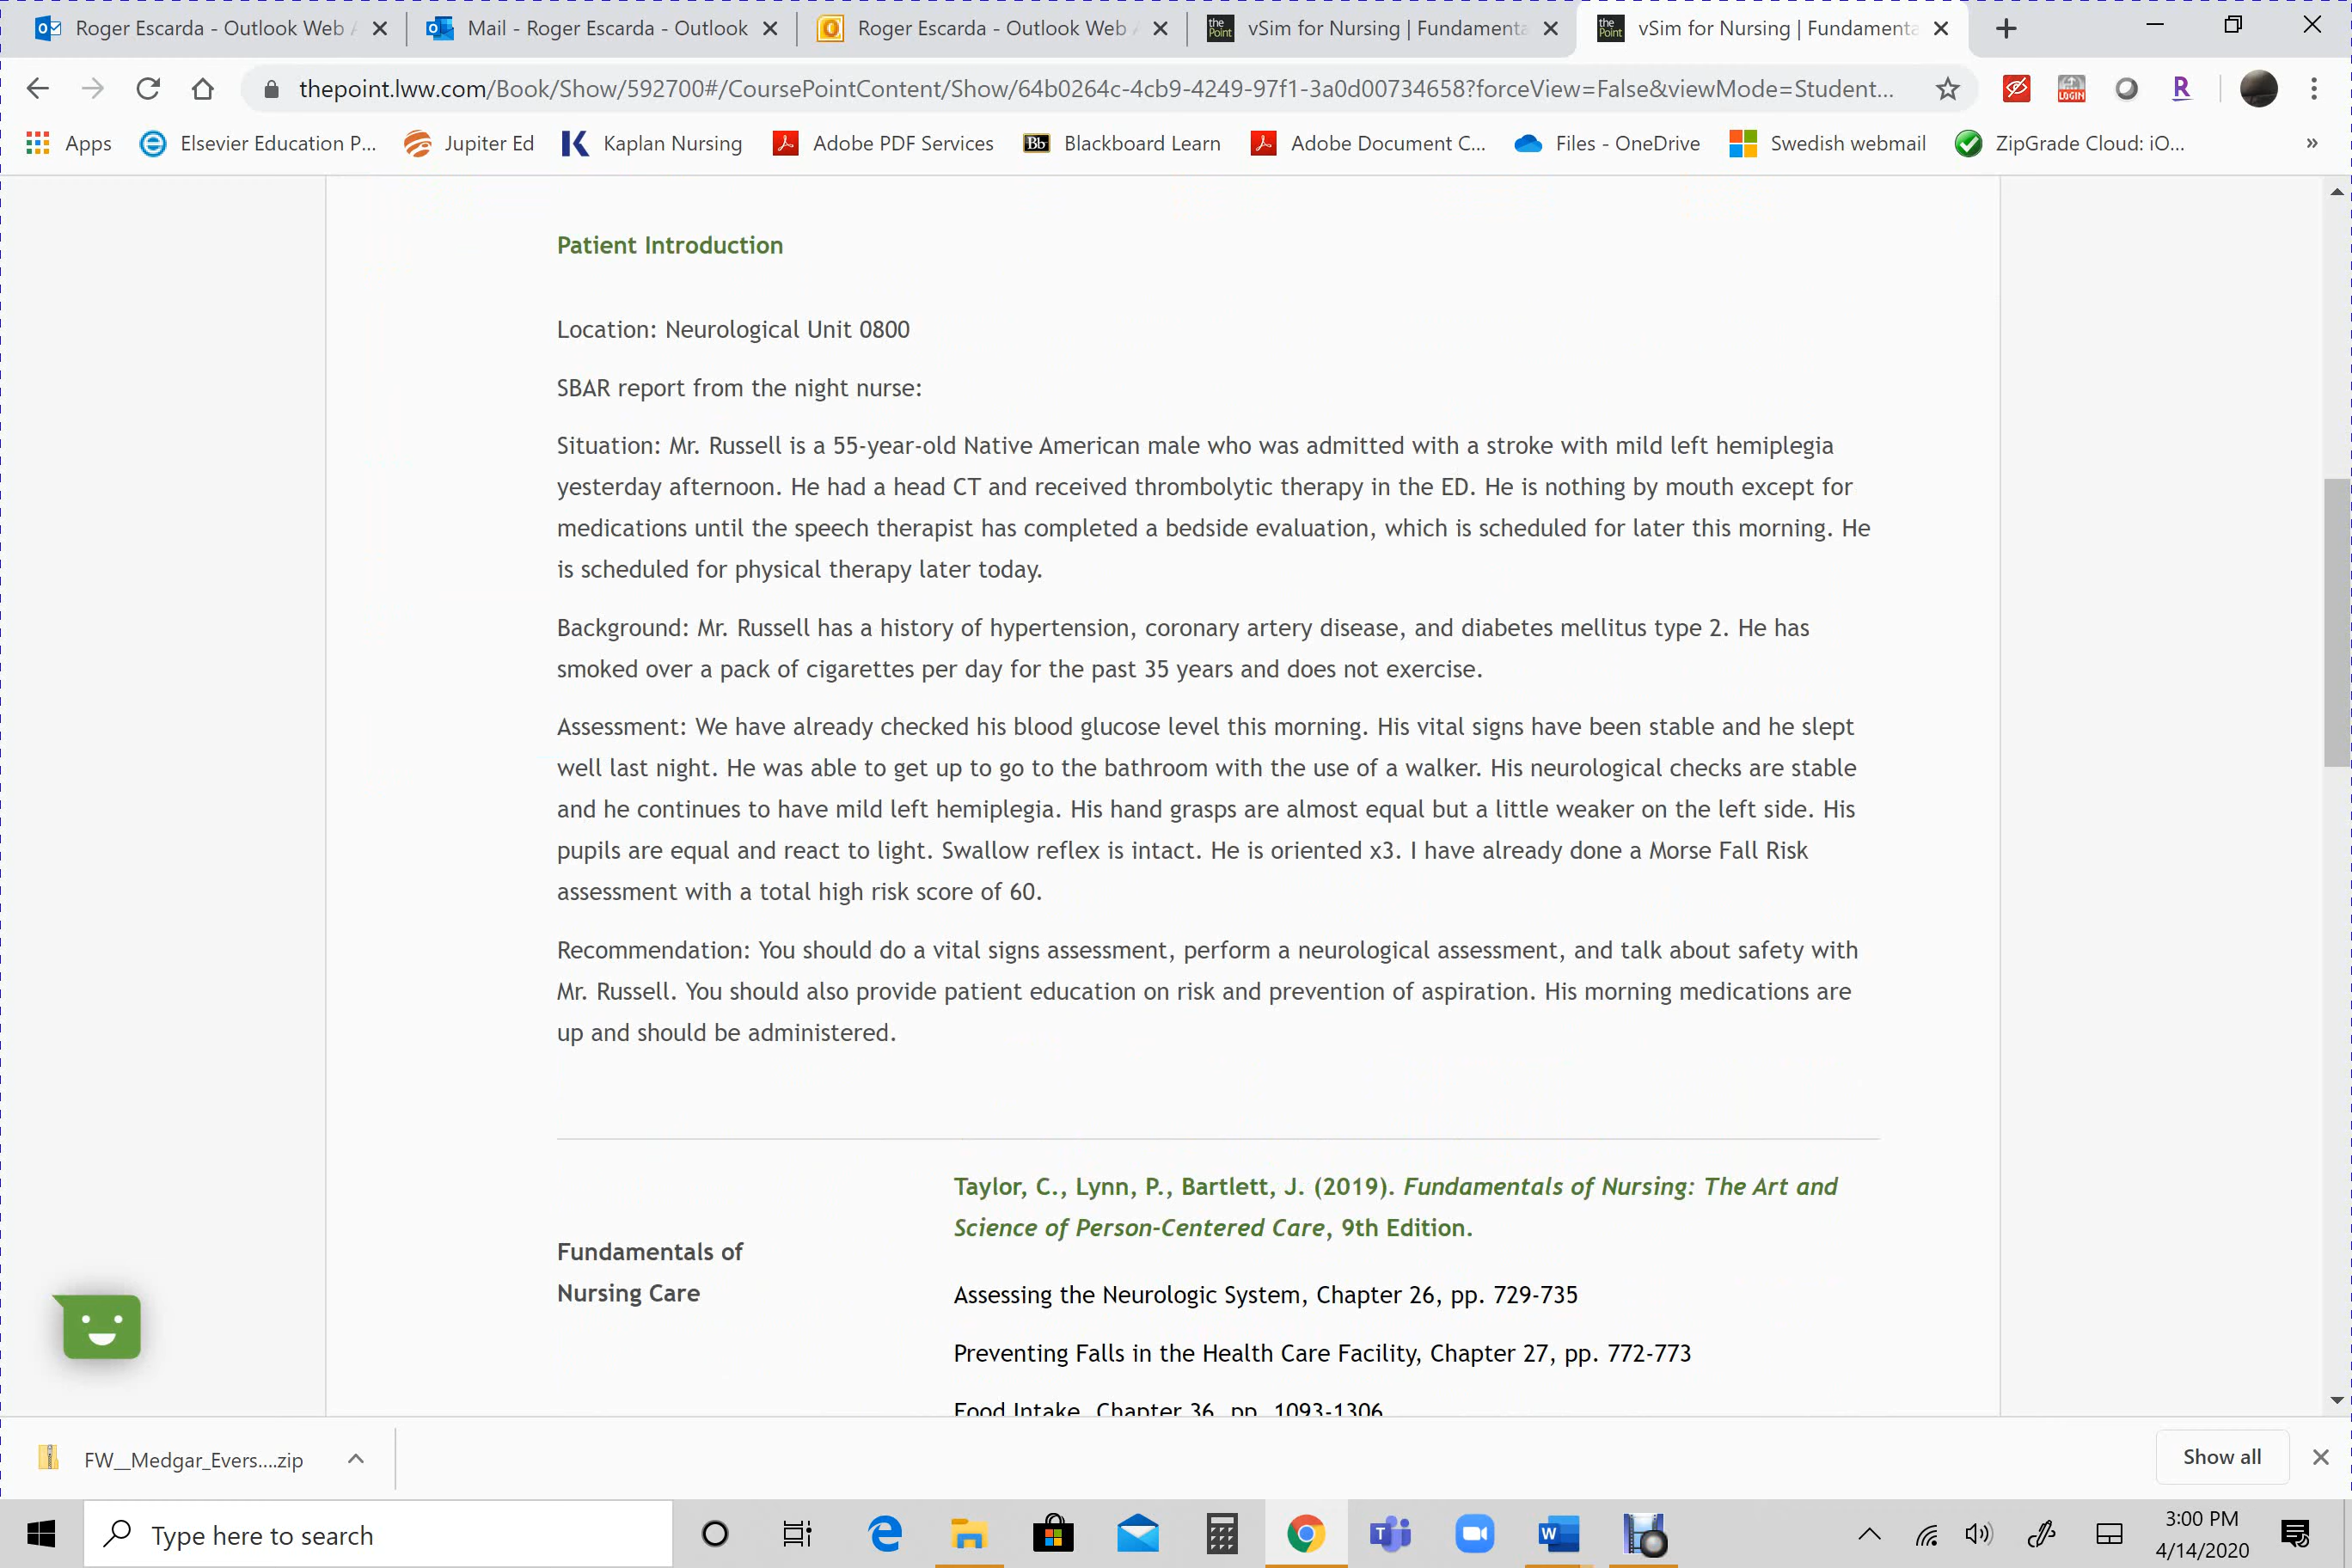 Roger Escarda - Outlook Web
Mail - Roger Escarda - Outlook
Roger Escarda - Outlook Web
the Point
vSim for Nursing | Fundamenta
the Point
vSim for Nursing | Fundamenta
thepoint.lww.com/Book/Show/592700#/CoursePointContent/Show/64b0264c-4cb9-4249-97f1-3a0d00734658?forceView=False&viewMode=Student...
LOGIN
R
Apps
Elsevier Education P...
Jupiter Ed
Kaplan Nursing
Adobe PDF Services
Bb
Blackboard Learn
Adobe Document C...
Files - OneDrive
Swedish webmail
ZipGrade Cloud: iO...
»
Patient Introduction
Location: Neurological Unit 0800
SBAR report from the night nurse:
Situation: Mr. Russell is a 55-year-old Native American male who was admitted with a stroke with mild left hemiplegia
yesterday afternoon. He had a head CT and received thrombolytic therapy in the ED. He is nothing by mouth except for
medications until the speech therapist has completed a bedside evaluation, which is scheduled for later this morning. He
is scheduled for physical therapy later today.
Background: Mr. Russell has a history of hypertension, coronary artery disease, and diabetes mellitus type 2. He has
smoked over a pack of cigarettes per day for the past 35 years and does not exercise.
Assessment: We have already checked his blood glucose level this morning. His vital signs have been stable and he slept
well last night. He was able to get up to go to the bathroom with the use of a walker. His neurological checks are stable
and he continues to have mild left hemiplegia. His hand grasps are almost equal but a little weaker on the left side. His
pupils are equal and react to light. Swallow reflex is intact. He is oriented x3. I have already done a Morse Fall Risk
assessment with a total high risk score of 60.
Recommendation: You should do a vital signs assessment, perform a neurological assessment, and talk about safety with
Mr. Russell. You should also provide patient education on risk and prevention of aspiration. His morning medications are
up and should be administered.
Fundamentals of
Nursing Care
Taylor, C., Lynn, P., Bartlett, J. (2019). Fundamentals of Nursing: The Art and
Science of Person-Centered Care, 9th Edition.
Assessing the Neurologic System, Chapter 26, pp. 729-735
Preventing Falls in the Health Care Facility, Chapter 27, pp. 772-773
Food Intake, Chapter 36, pp. 1093-1306
FW__Medgar_Evers....zip
Show all
Type here to search
3:00 PM
4/14/2020